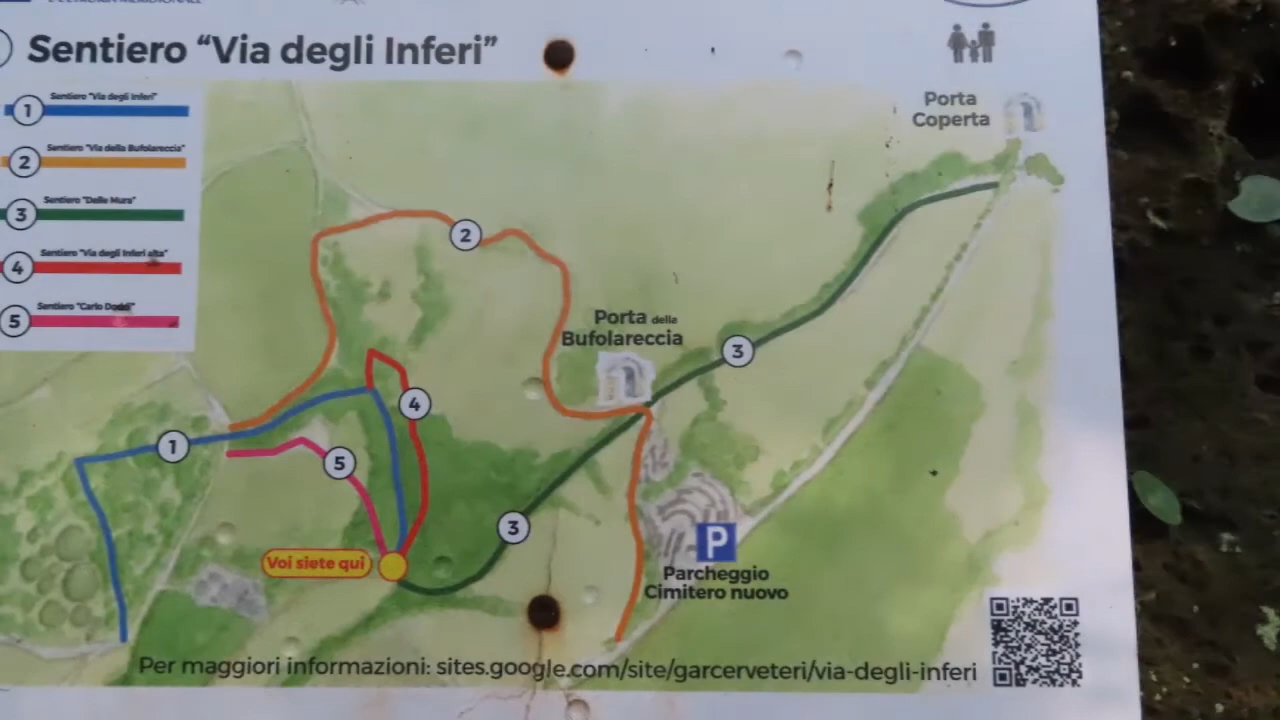 Sentiero “Via degli Inferi”
1 Sentiero “Via degli Inferi”
2 Sentiero “Via della Bufolareccia”
3 Sentiero “Delle Mura”
4 Sentiero “Via degli Inferi alta”
5 Sentiero “Carlo
Porta
Coperta
2
Porta della
Bufolareccia
3
4
1
5
3
Voi siete qui
P
Parcheggio
Cimitero nuovo
Per maggiori informazioni: sites.google.com/site/garcerveteri/via-degli-inferi